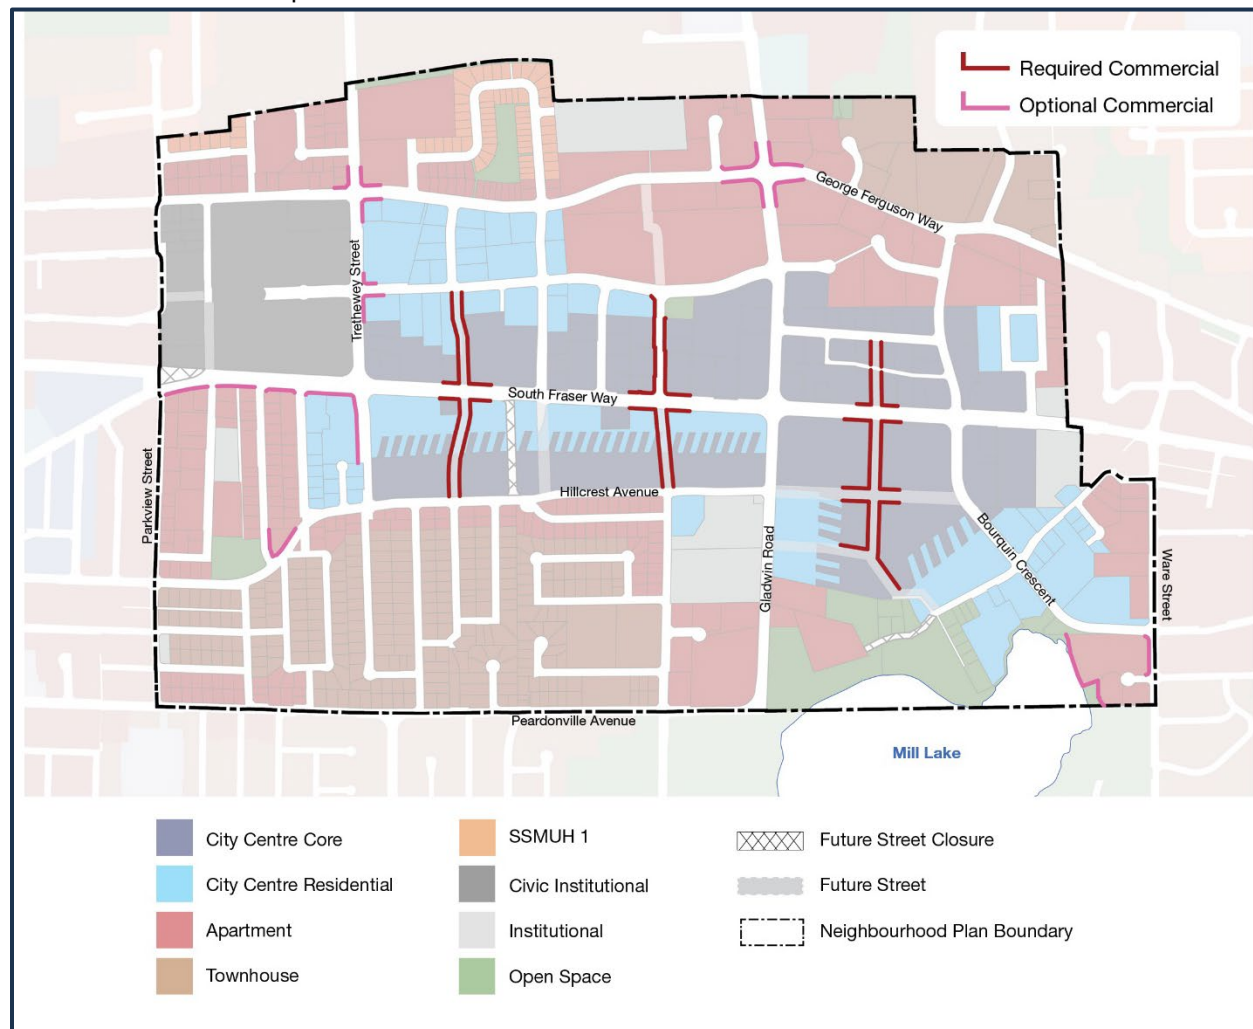 Required Commercial
Optional Commercial
George Ferguson Way
Trethewey Street
South Fraser Way
Hillcrest Avenue
Parkview Street
Gladwin Road
Bourquin Crescent
Ware Street
Peardonville Avenue
Mill Lake
City Centre Core
City Centre Residential
Apartment
Townhouse
SSMUH 1
Civic Institutional
Institutional
Open Space
Future Street Closure
Future Street
Neighbourhood Plan Boundary